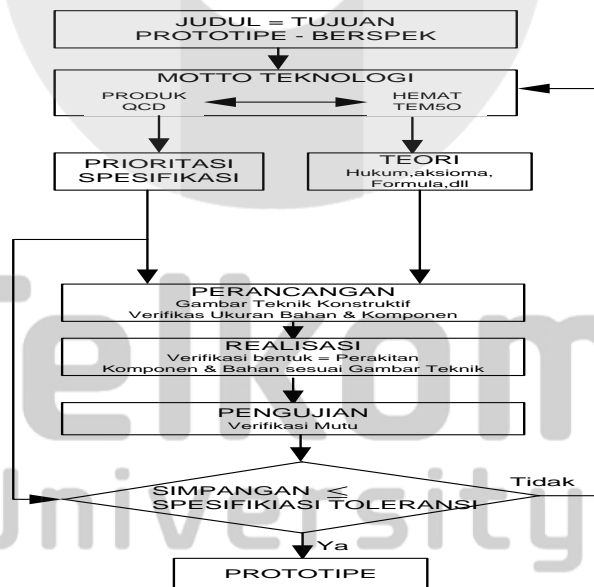 JUDUL = TUJUAN
PROTOTIPE - BERSPEK
MOTTO TEKNOLOGI
PRODUK
QCD
HEMAT
TEM5O
PRIORITASI
SPESIFIKASI
TEORI
Hukum,aksioma,
Formula,dll
PERANCANGAN
Gambar Teknik Konstruktif
Verifikas Ukuran Bahan & Komponen
REALISASI
Verifikasi bentuk = Perakitan
Komponen & Bahan sesuai Gambar Teknik
PENGUJIAN
Verifikasi Mutu
SIMPANGAN ≤
SPESIFIKIASI TOLERANSI
Tidak
Ya
PROTOTIPE
Telkom
University